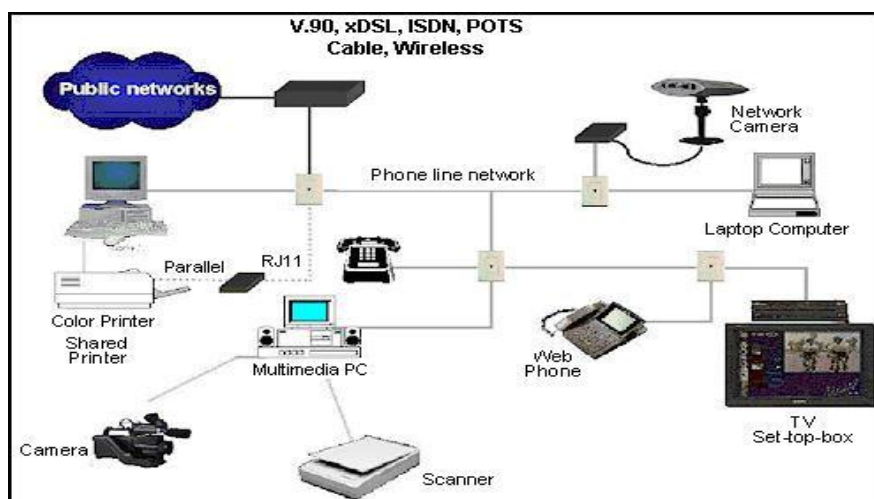 V.90, xDSL, ISDN, POTS
Cable, Wireless
Public networks
Network
Camera
Phone line network
Laptop Computer
Parallel
RJ11
Color Printer
Shared
Printer
Multimedia PC
Web
Phone
TV
Set-top-box
Camera
Scanner